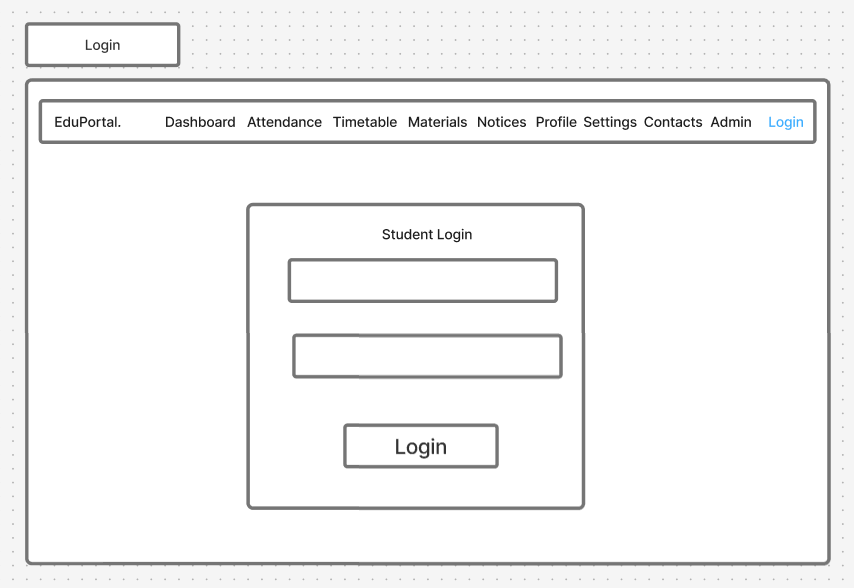 Login
EduPortal. Dashboard Attendance Timetable Materials Notices Profile Settings Contacts Admin Login
Student Login
Login